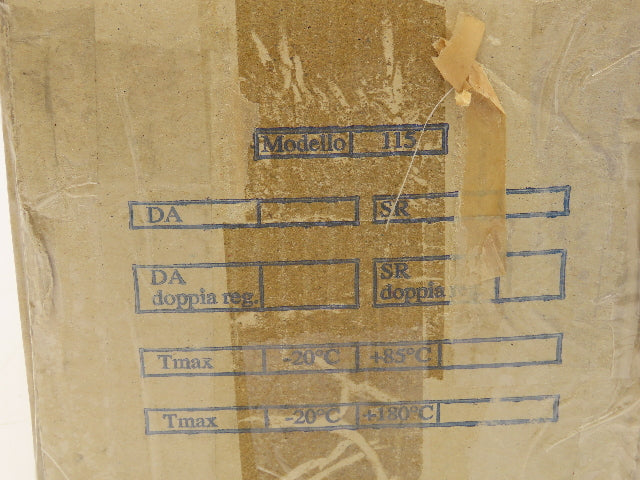 Modello 115
DA SR
DA SR
doppia reg. doppia
Tmax -20°C +85°C
Tmax -20°C +180°C